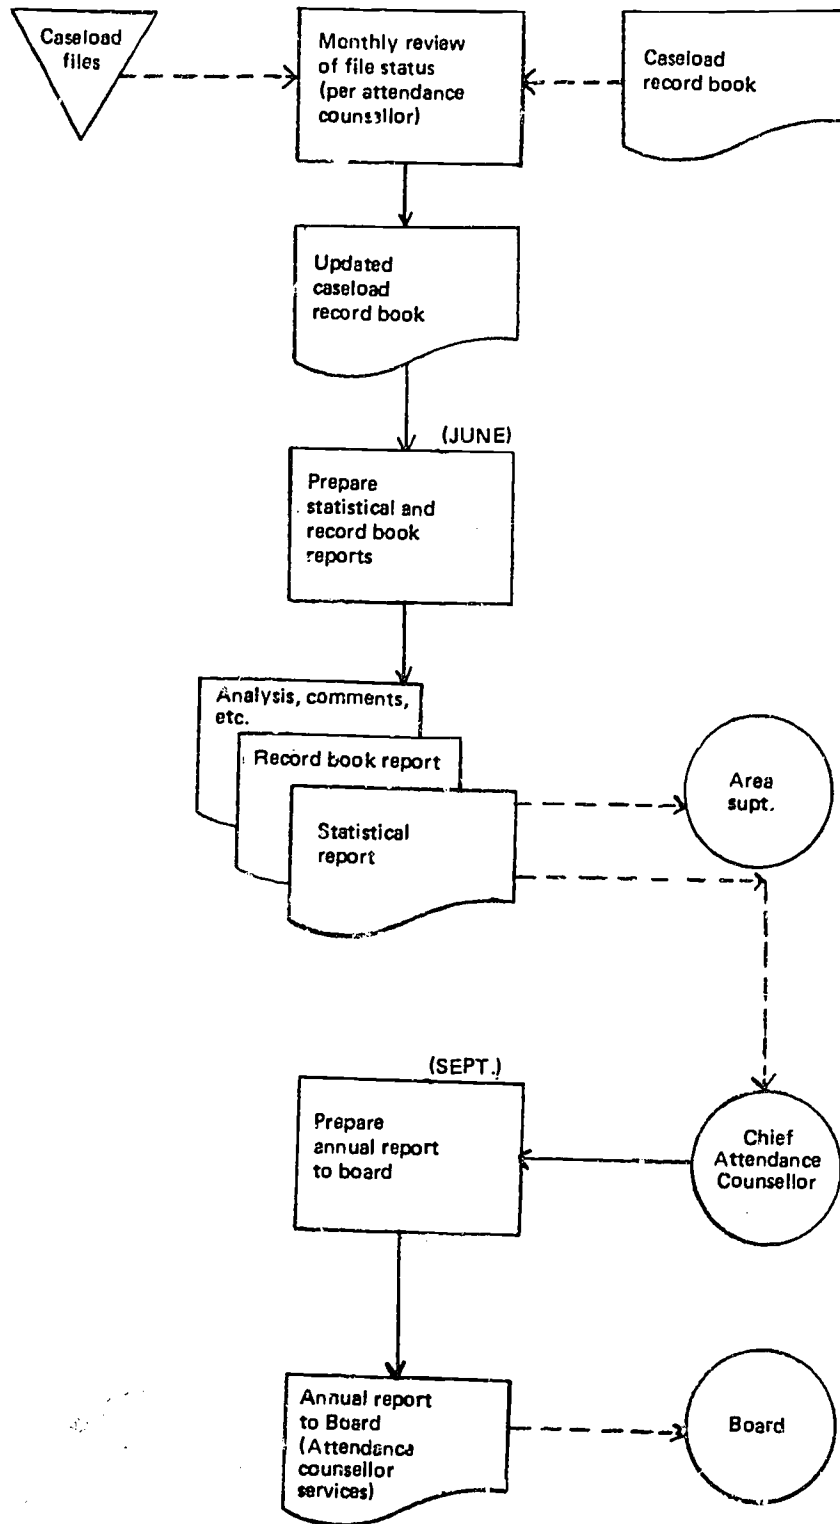 Caseload
files
Monthly review
of file status
(per attendance
counsellor)
Caseload
record book
Updated
caseload
record book
(JUNE)
Prepare
statistical and
record book
reports
Analysis, comments,
etc.
Record book report
Statistical
report
Area
supt.
(SEPT.)
Prepare
annual report
to board
Chief
Attendance
Counsellor
Annual report
to Board
(Attendance
counsellor
services)
Board